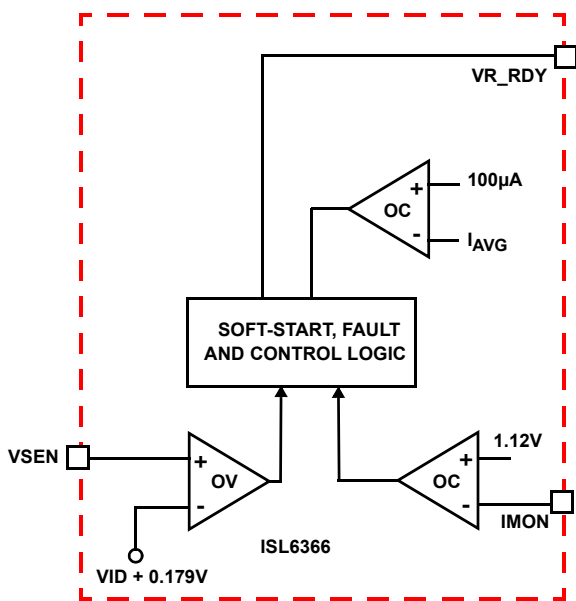 VR_RDY
+
100µA
OC
-
IAVG
SOFT-START, FAULT
AND CONTROL LOGIC
1.12V
VSEN
+
+
OV
OC
-
-
IMON
ISL6366
VID + 0.179V